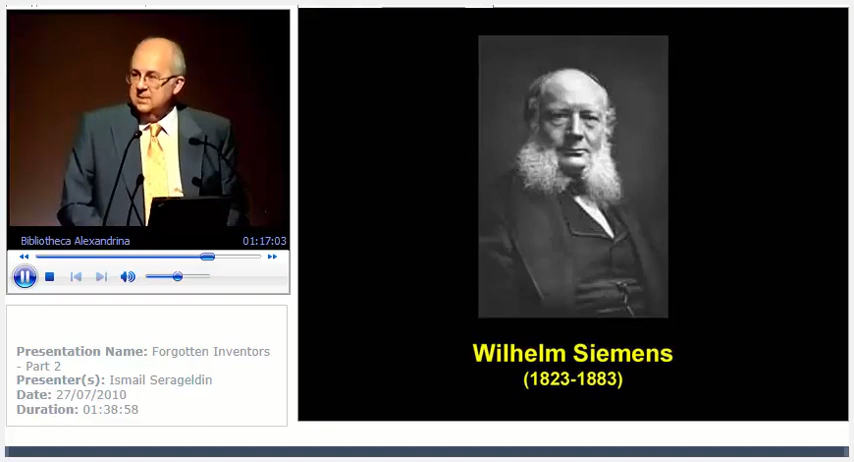 Bibliotheca Alexandrina 01:17:03
Presentation Name: Forgotten Inventors
- Part 2
Presenter(s): Ismail Serageldin
Date: 27/07/2010
Duration: 01:38:58
Wilhelm Siemens
(1823-1883)